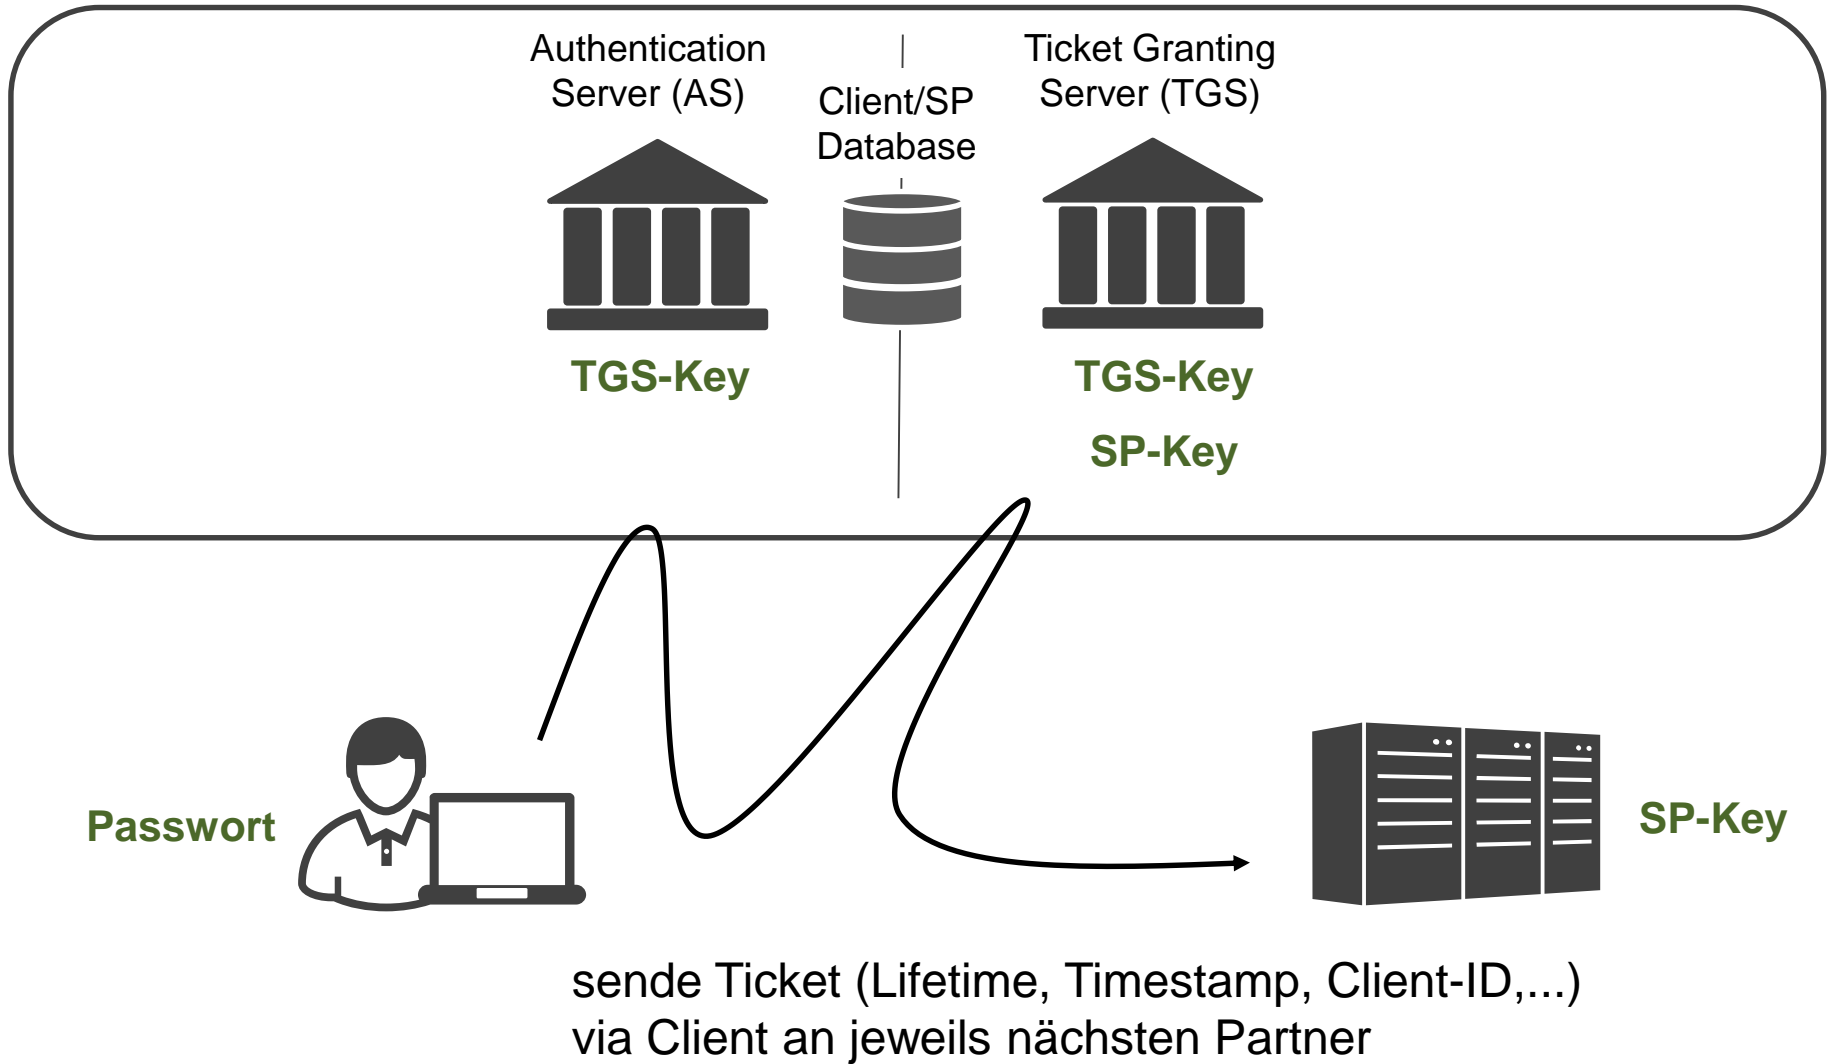 Authentication
Server (AS)
Client/SP
Database
Ticket Granting
Server (TGS)
TGS-Key
TGS-Key
SP-Key
Passwort
SP-Key
sende Ticket (Lifetime, Timestamp, Client-ID,...)
via Client an jeweils nächsten Partner